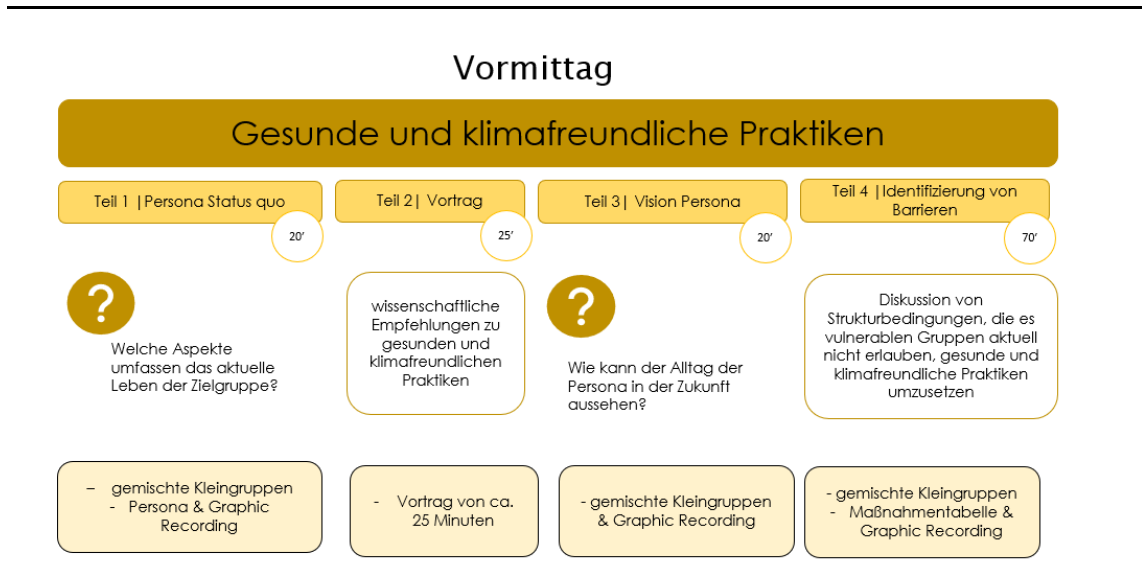 Vormittag
Gesunde und klimafreundliche Praktiken
Teil 1 |Persona Status quo
20'
Teil 2| Vortrag
25'
Teil 3| Vision Persona
20'
Teil 4 |Identifizierung von
Barrieren
70'
?
Welche Aspekte
umfassen das aktuelle
Leben der Zielgruppe?
wissenschaftliche
Empfehlungen zu
gesunden und
klimafreundlichen
Praktiken
?
Wie kann der Alltag der
Persona in der Zukunft
aussehen?
Diskussion von
Strukturbedingungen, die es
vulnerablen Gruppen aktuell
nicht erlauben, gesunde und
klimafreundliche Praktiken
umzusetzen
– gemischte Kleingruppen
- Persona & Graphic
Recording
- Vortrag von ca.
25 Minuten
- gemischte Kleingruppen
& Graphic Recording
- gemischte Kleingruppen
- Maßnahmentabelle &
Graphic Recording